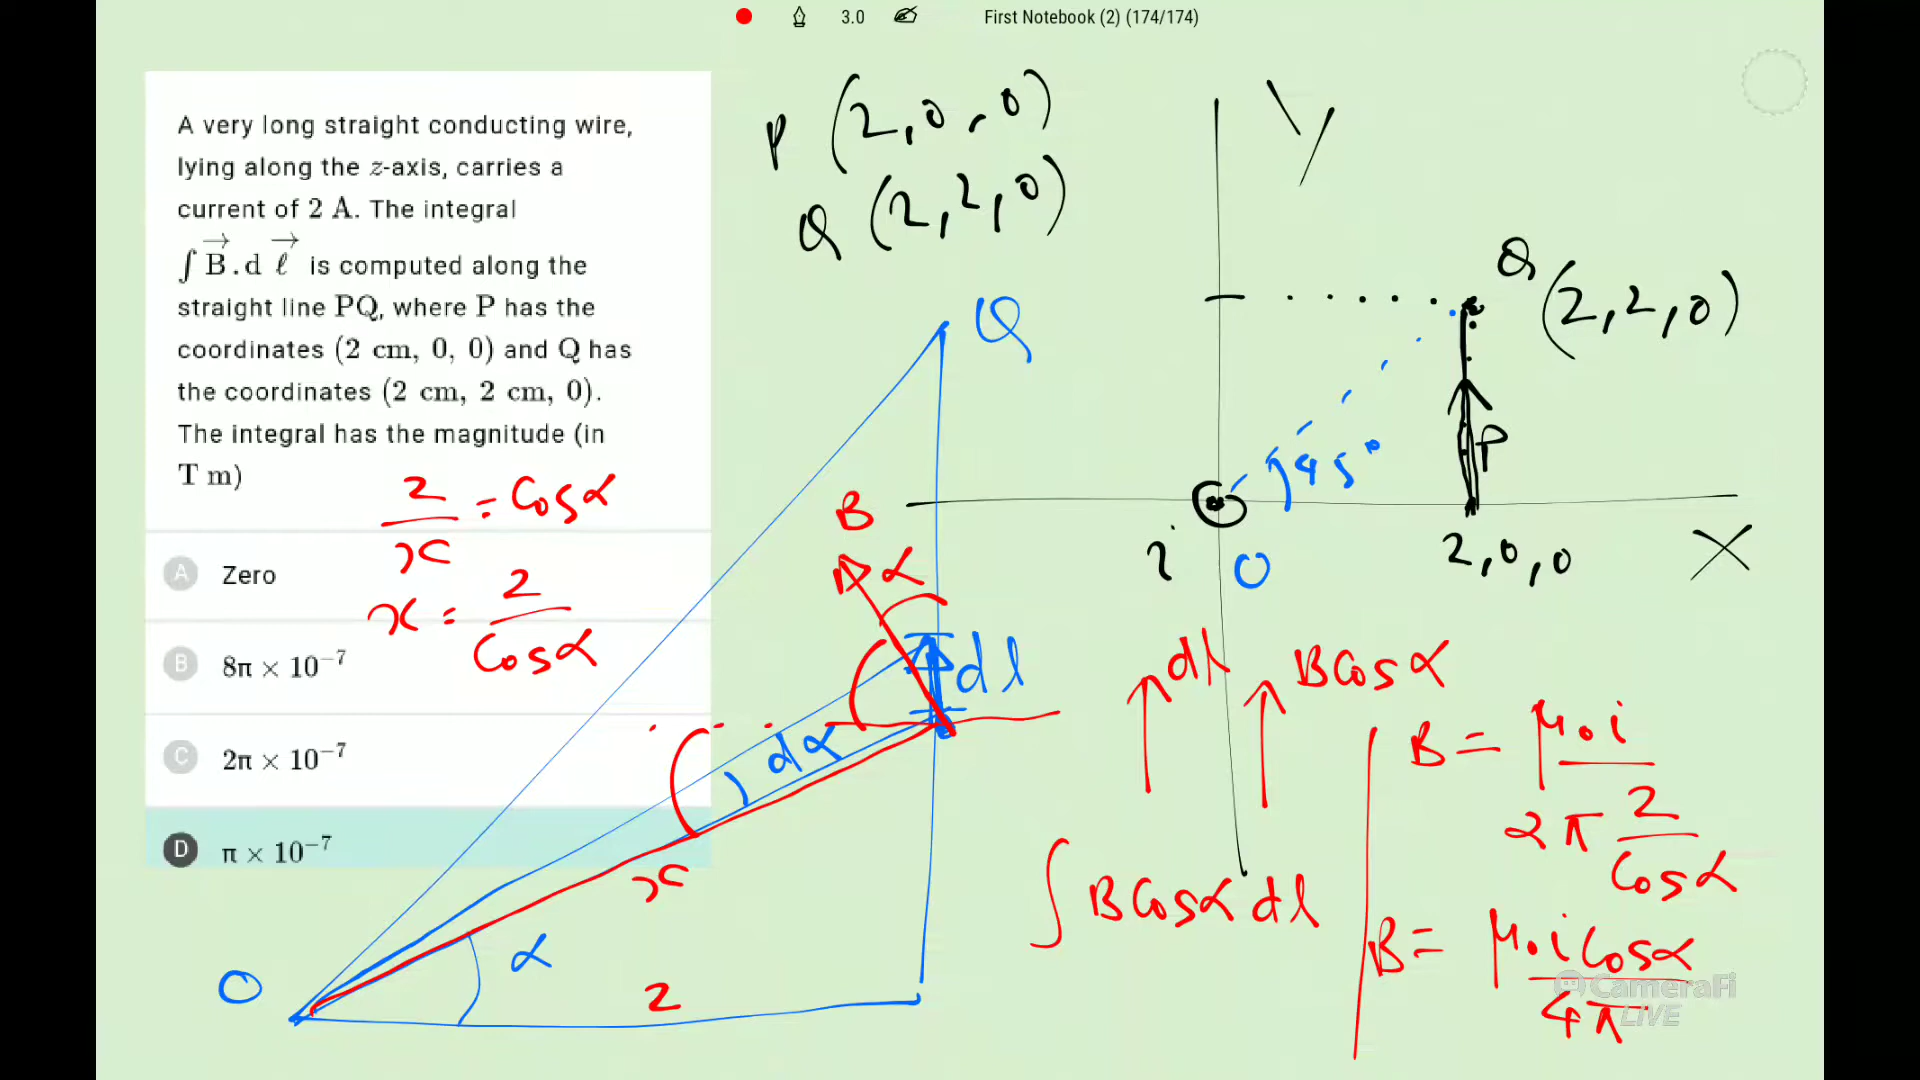 3.0 First Notebook (2) (174/174)
A very long straight conducting wire,
lying along the z-axis, carries a
current of 2 A. The integral
∫ B⃗ . d ℓ⃗ is computed along the
straight line PQ, where P has the
coordinates (2 cm, 0, 0) and Q has
the coordinates (2 cm, 2 cm, 0).
The integral has the magnitude (in
T m)
A Zero
B 8π × 10⁻⁷
C 2π × 10⁻⁷
D π × 10⁻⁷
2/x = Cosα
x = 2/Cosα
P (2,0,0)
Q (2,2,0)
Y
Q (2,2,0)
45°
P
i
O
2,0,0
X
Q
B
α
dl
dα
x
α
O
2
dl
BCosα
∫ BCosα dl
B = μ₀i / 2π 2/Cosα
B = μ₀iCosα / 4π
CameraFi
LIVE